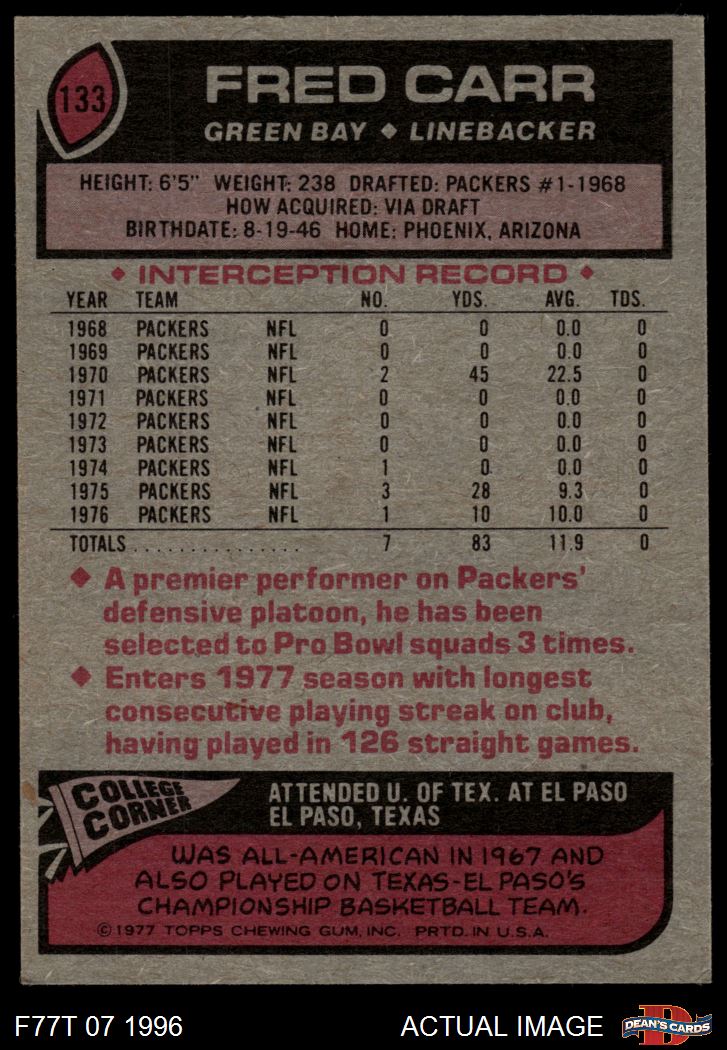 133
FRED CARR
GREEN BAY ◆ LINEBACKER
HEIGHT: 6'5" WEIGHT: 238 DRAFTED: PACKERS #1-1968
HOW ACQUIRED: VIA DRAFT
BIRTHDATE: 8-19-46 HOME: PHOENIX, ARIZONA
◆ INTERCEPTION RECORD ◆
YEAR TEAM NO. YDS. AVG. TDS.
1968 PACKERS NFL 0 0 0.0 0
1969 PACKERS NFL 0 0 0.0 0
1970 PACKERS NFL 2 45 22.5 0
1971 PACKERS NFL 0 0 0.0 0
1972 PACKERS NFL 0 0 0.0 0
1973 PACKERS NFL 0 0 0.0 0
1974 PACKERS NFL 1 0 0.0 0
1975 PACKERS NFL 3 28 9.3 0
1976 PACKERS NFL 1 10 10.0 0
TOTALS................ 7 83 11.9 0
◆ A premier performer on Packers'
defensive platoon, he has been
selected to Pro Bowl squads 3 times.
◆ Enters 1977 season with longest
consecutive playing streak on club,
having played in 126 straight games.
COLLEGE
CORNER
ATTENDED U. OF TEX. AT EL PASO
EL PASO, TEXAS
WAS ALL-AMERICAN IN 1967 AND
ALSO PLAYED ON TEXAS-EL PASO'S
CHAMPIONSHIP BASKETBALL TEAM.
© 1977 TOPPS CHEWING GUM, INC. PRTD. IN U.S.A.
F77T 07 1996 ACTUAL IMAGE
D
DEAN'S CARDS